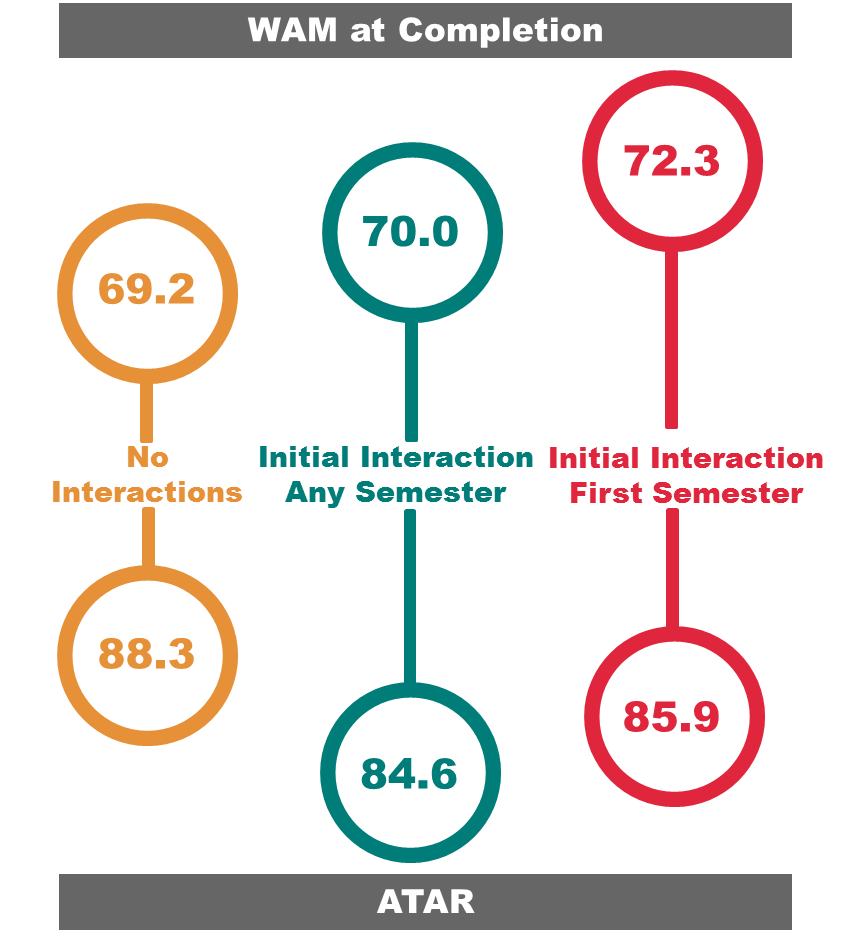 WAM at Completion
72.3
70.0
69.2
No
Interactions
Initial Interaction
Any Semester
Initial Interaction
First Semester
88.3
84.6
85.9
ATAR